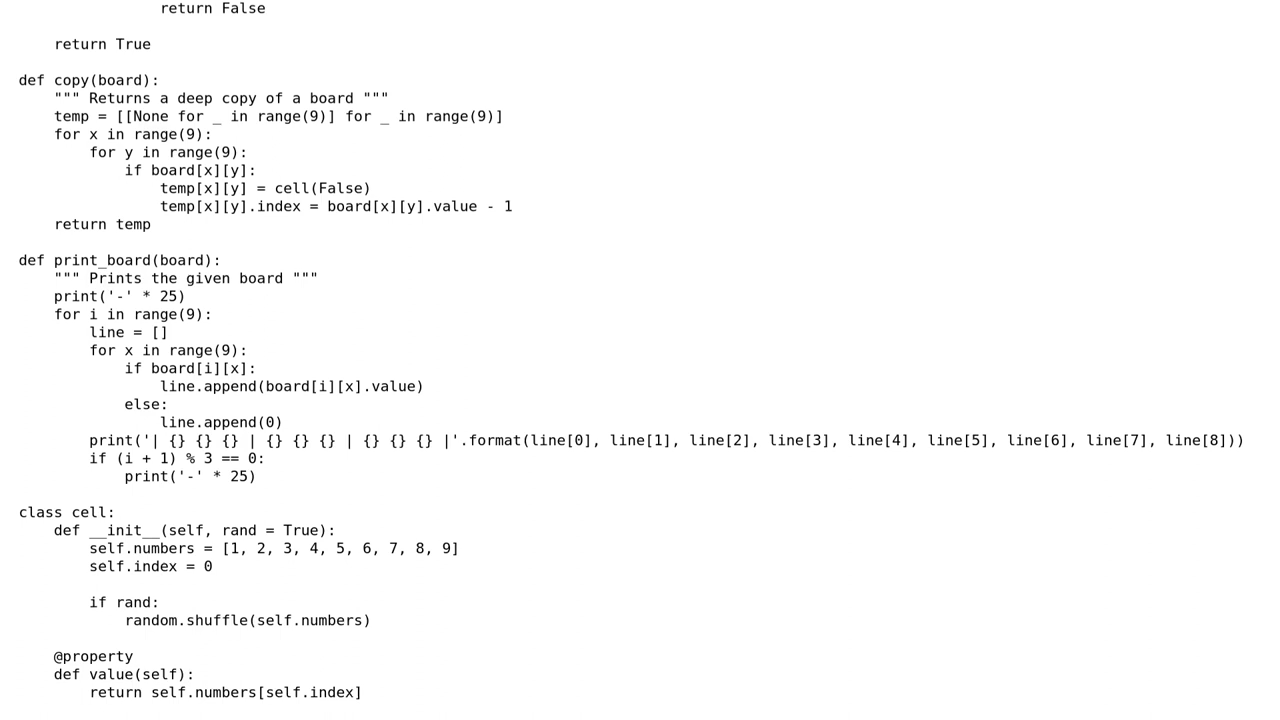 return False

    return True

def copy(board):
    """ Returns a deep copy of a board """
    temp = [[None for _ in range(9)] for _ in range(9)]
    for x in range(9):
        for y in range(9):
            if board[x][y]:
                temp[x][y] = cell(False)
                temp[x][y].index = board[x][y].value - 1
    return temp

def print_board(board):
    """ Prints the given board """
    print('-' * 25)
    for i in range(9):
        line = []
        for x in range(9):
            if board[i][x]:
                line.append(board[i][x].value)
            else:
                line.append(0)
        print('| {} {} {} | {} {} {} | {} {} {} |'.format(line[0], line[1], line[2], line[3], line[4], line[5], line[6], line[7], line[8]))
        if (i + 1) % 3 == 0:
            print('-' * 25)

class cell:
    def __init__(self, rand = True):
        self.numbers = [1, 2, 3, 4, 5, 6, 7, 8, 9]
        self.index = 0

        if rand:
            random.shuffle(self.numbers)

    @property
    def value(self):
        return self.numbers[self.index]